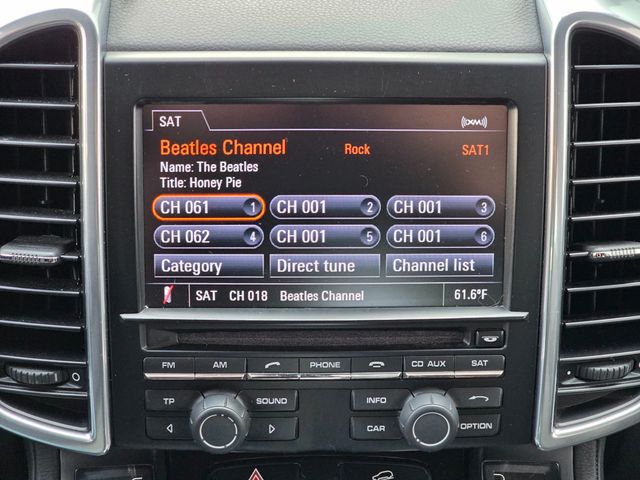 SAT
((XM))
Beatles Channel Rock SAT1
Name: The Beatles
Title: Honey Pie
CH 061 1 CH 001 2 CH 001 3
CH 062 4 CH 001 5 CH 001 6
Category Direct tune Channel list
SAT CH 018 Beatles Channel 61.6°F
FM AM PHONE CD AUX SAT
TP SOUND INFO
CAR OPTION
0